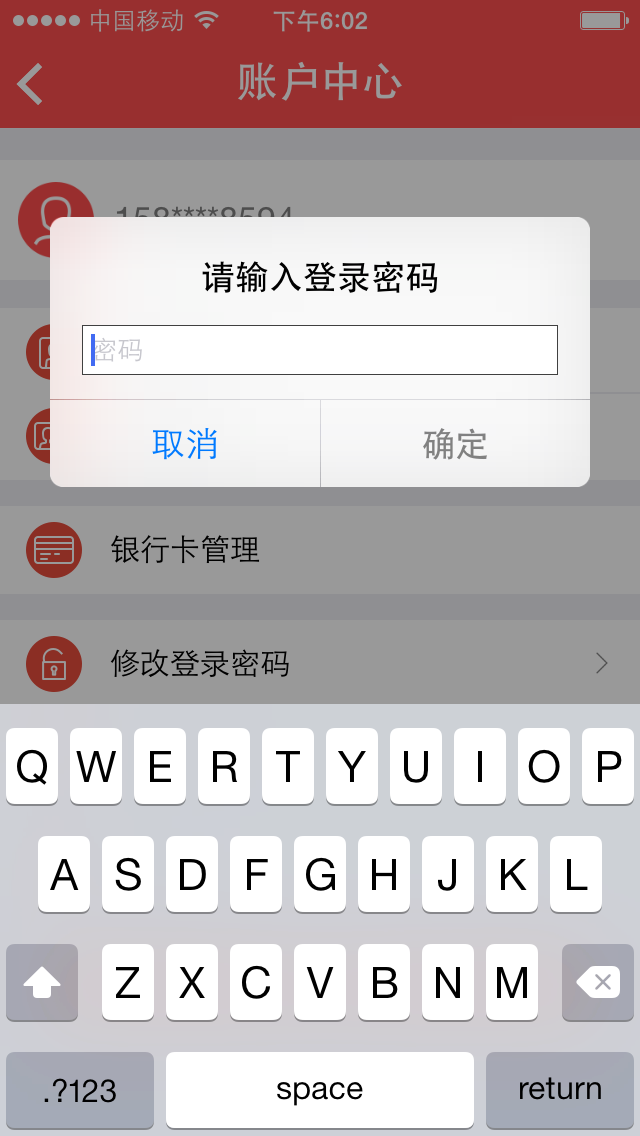 中国移动 下午6:02
账户中心
158****8594
请输入登录密码
密码
取消 确定
银行卡管理
修改登录密码
Q W E R T Y U I O P
A S D F G H J K L
Z X C V B N M
.?123 space return